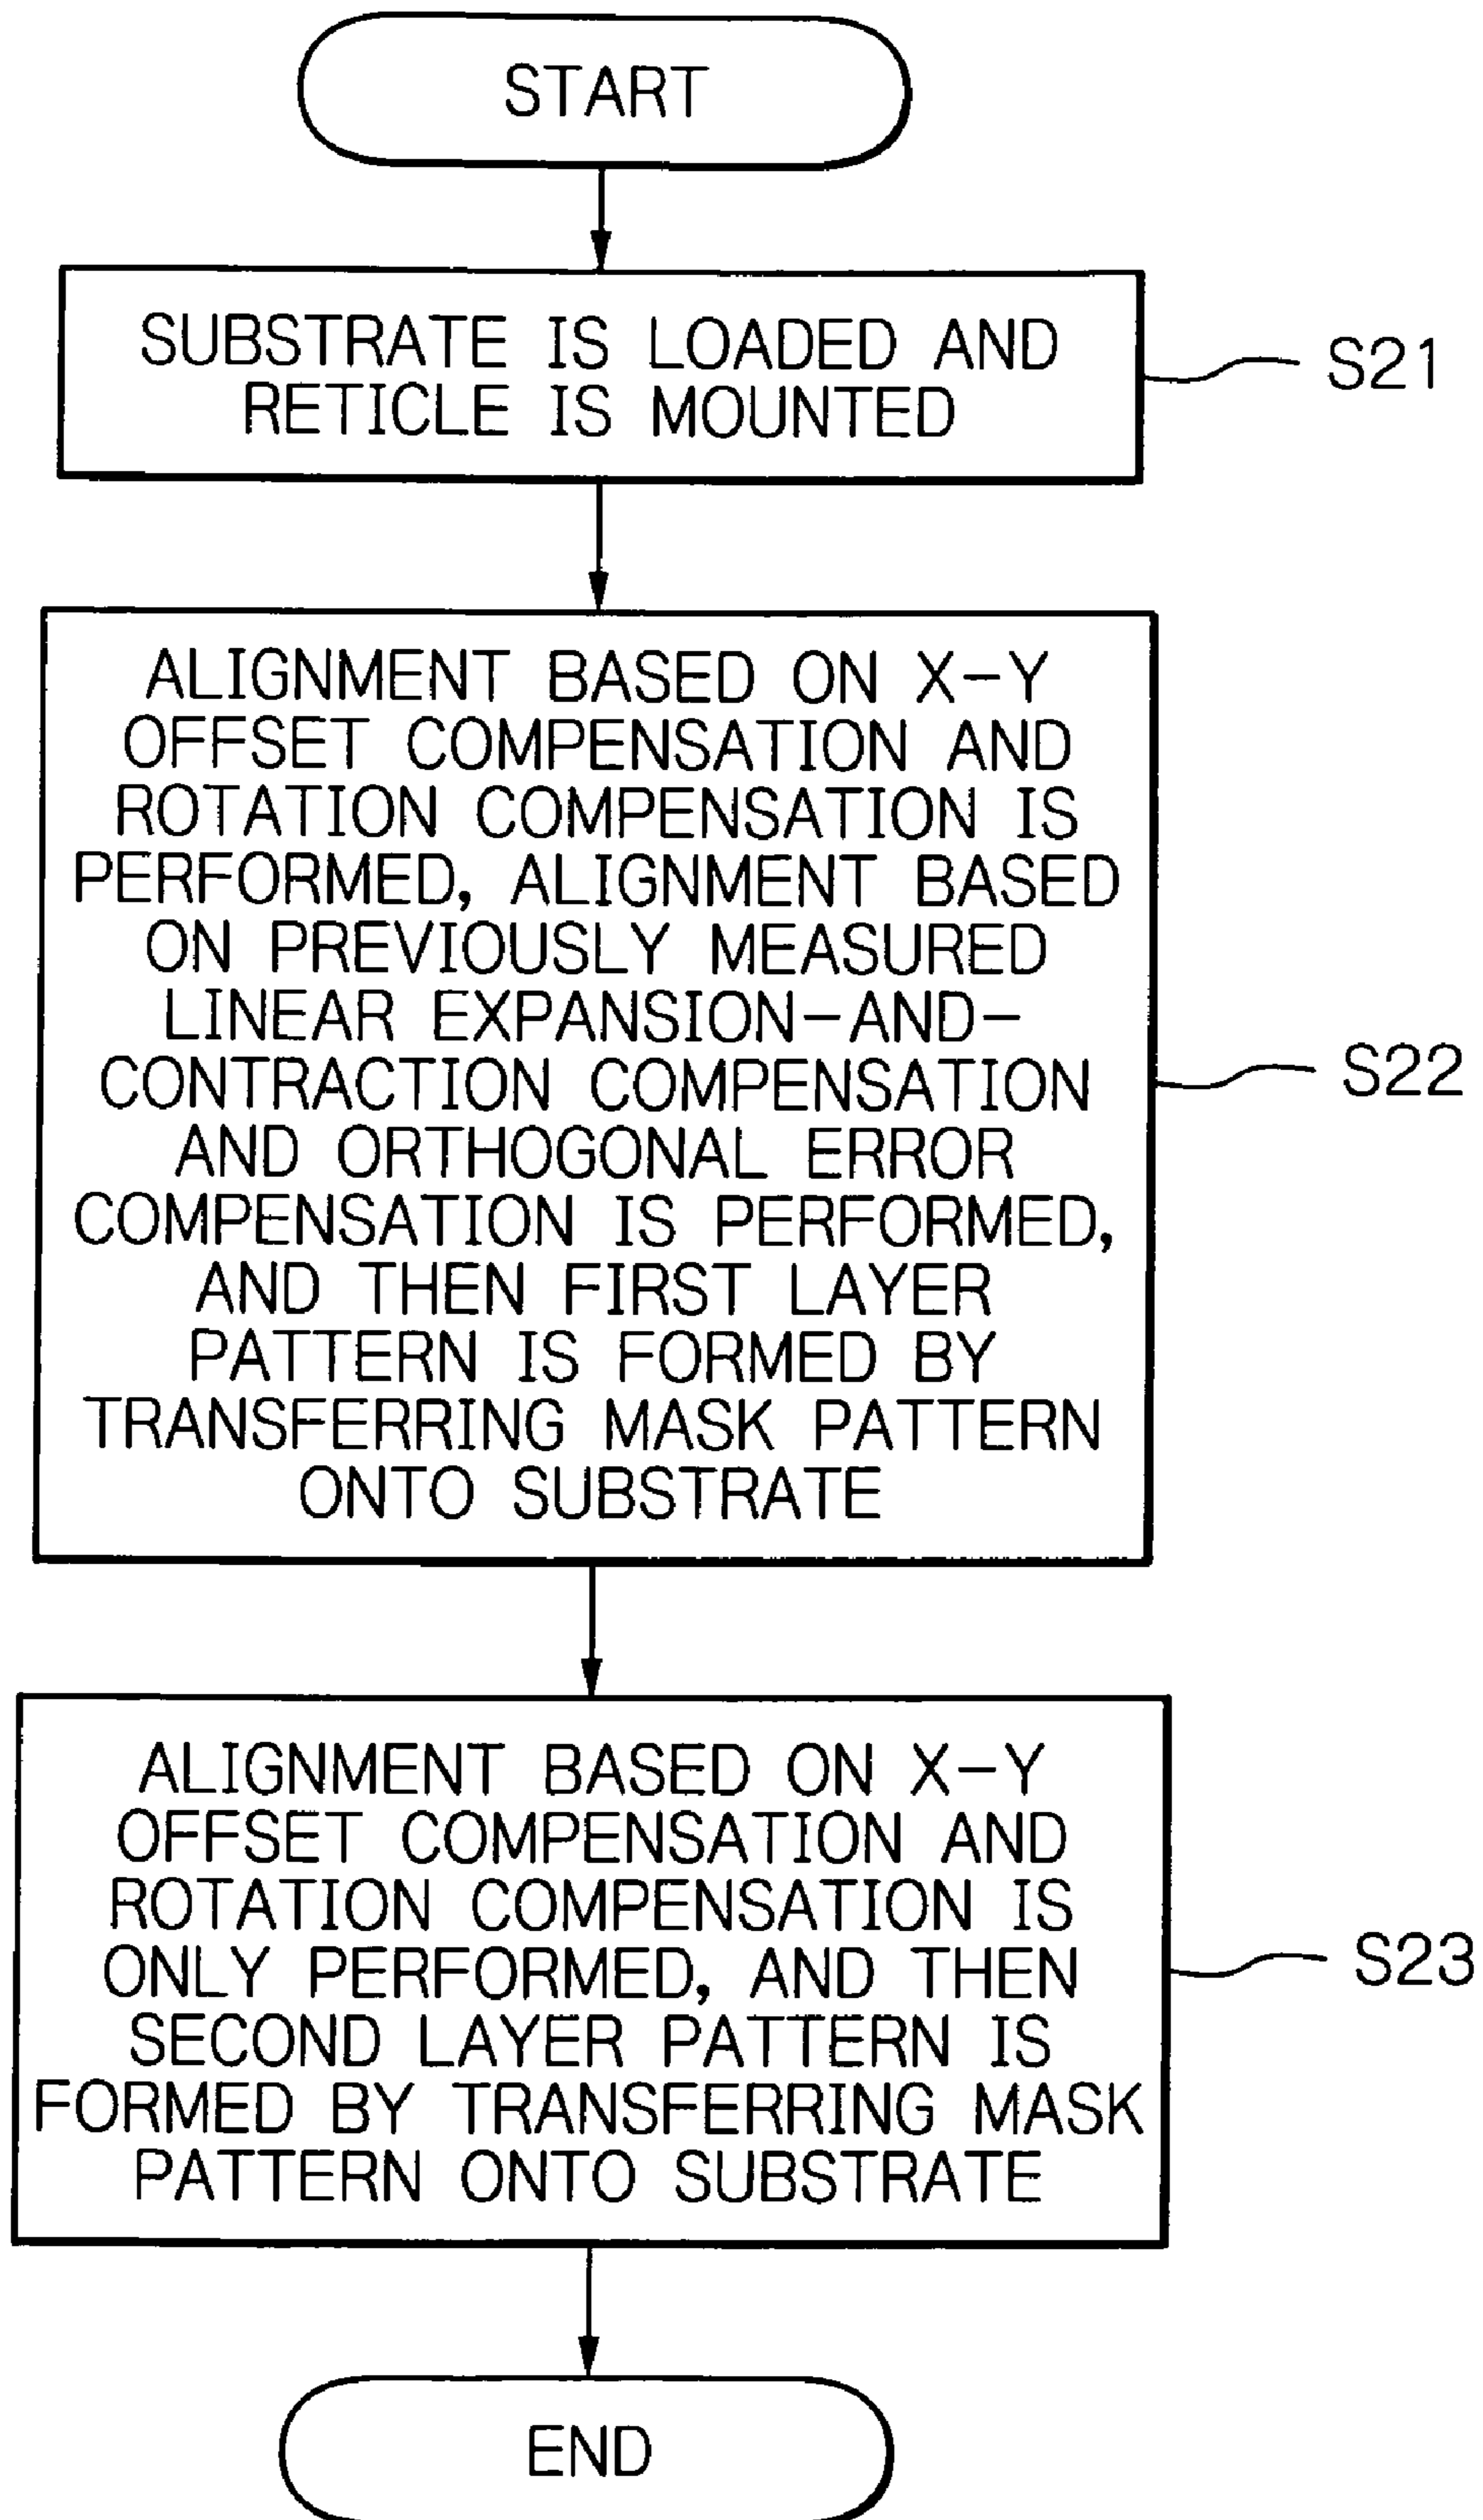 START
SUBSTRATE IS LOADED AND
RETICLE IS MOUNTED
S21
ALIGNMENT BASED ON X-Y
OFFSET COMPENSATION AND
ROTATION COMPENSATION IS
PERFORMED, ALIGNMENT BASED
ON PREVIOUSLY MEASURED
LINEAR EXPANSION-AND-
CONTRACTION COMPENSATION
AND ORTHOGONAL ERROR
COMPENSATION IS PERFORMED,
AND THEN FIRST LAYER
PATTERN IS FORMED BY
TRANSFERRING MASK PATTERN
ONTO SUBSTRATE
S22
ALIGNMENT BASED ON X-Y
OFFSET COMPENSATION AND
ROTATION COMPENSATION IS
ONLY PERFORMED, AND THEN
SECOND LAYER PATTERN IS
FORMED BY TRANSFERRING MASK
PATTERN ONTO SUBSTRATE
S23
END